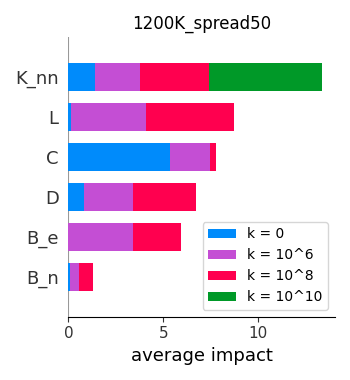 1200K_spread50
K_nn
L
C
D
B_e
B_n
k = 0
k = 10^6
k = 10^8
k = 10^10
0
5
10
average impact